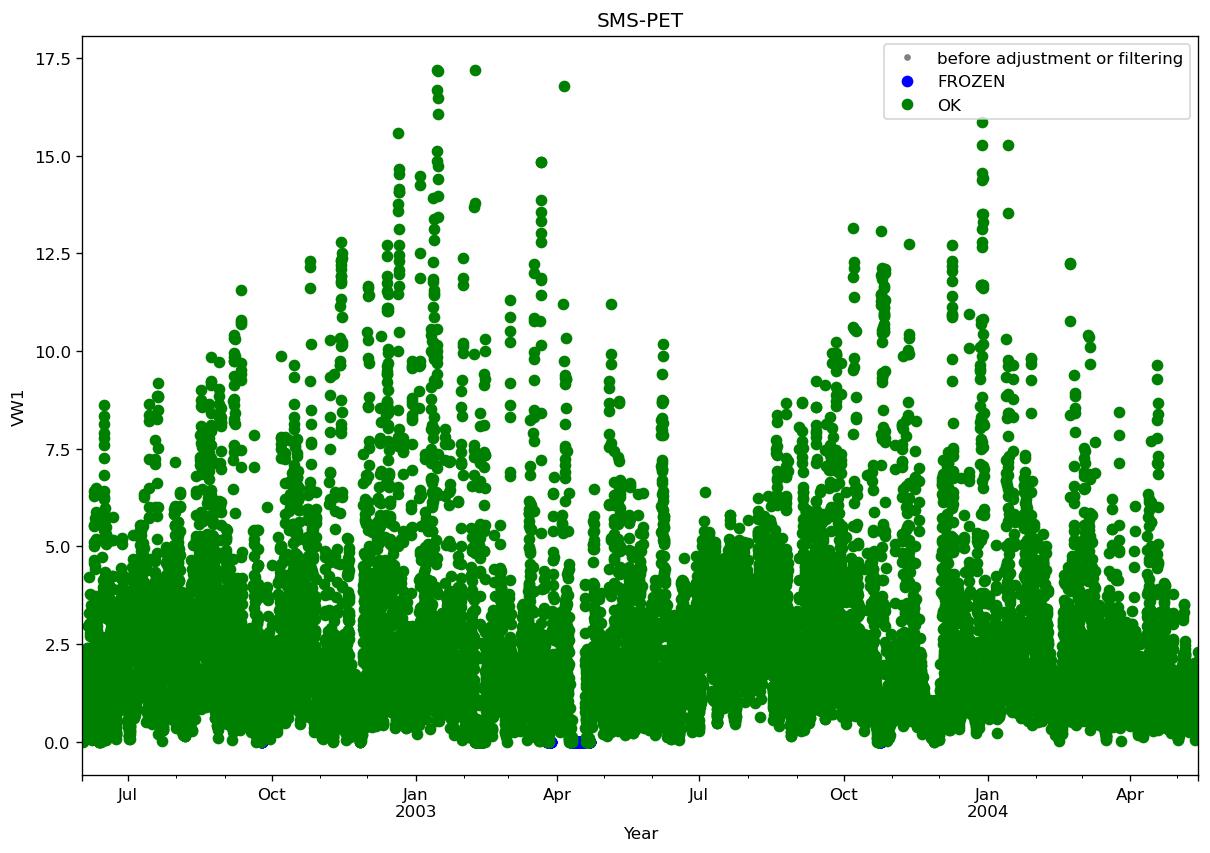 SMS-PET
17.5
15.0
12.5
10.0
7.5
5.0
2.5
0.0
VW1
before adjustment or filtering
FROZEN
OK
Jul
Oct
Jan
2003
Apr
Jul
Oct
Jan
2004
Apr
Year